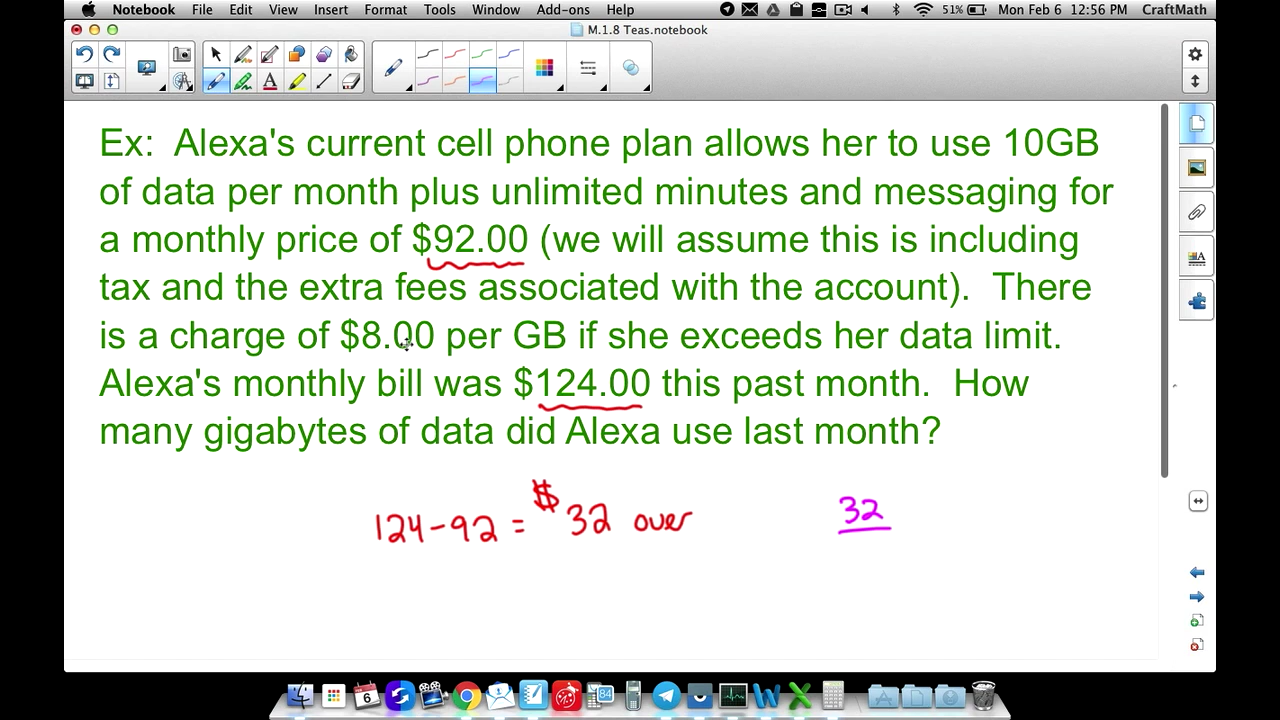 Notebook File Edit View Insert Format Tools Window Add-ons Help 51% Mon Feb 6 12:56 PM CraftMath
M.1.8 Teas.notebook
Ex: Alexa's current cell phone plan allows her to use 10GB
of data per month plus unlimited minutes and messaging for
a monthly price of $92.00 (we will assume this is including
tax and the extra fees associated with the account). There
is a charge of $8.00 per GB if she exceeds her data limit.
Alexa's monthly bill was $124.00 this past month. How
many gigabytes of data did Alexa use last month?
124-92 = $32 over 32